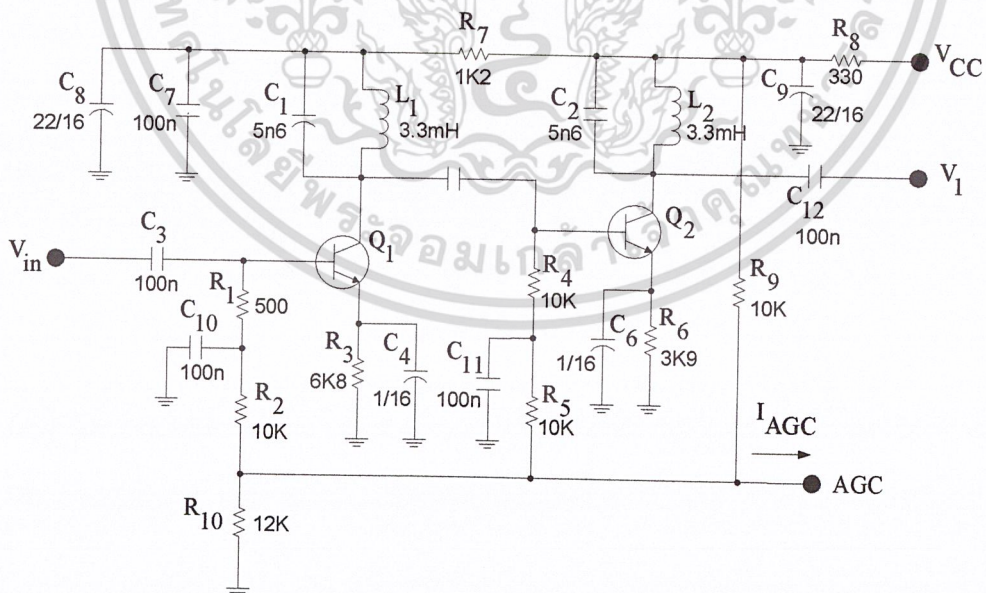 R7
1K2
R8
330
VCC
C8
22/16
C7
100n
C1
5n6
L1
3.3mH
C2
5n6
L2
3.3mH
C9
22/16
V1
C12
100n
Vin
C3
100n
Q1
Q2
R1
500
C10
100n
R4
10K
R9
10K
R3
6K8
C4
1/16
C11
100n
C6
1/16
R6
3K9
R2
10K
R5
10K
IAGC
AGC
R10
12K